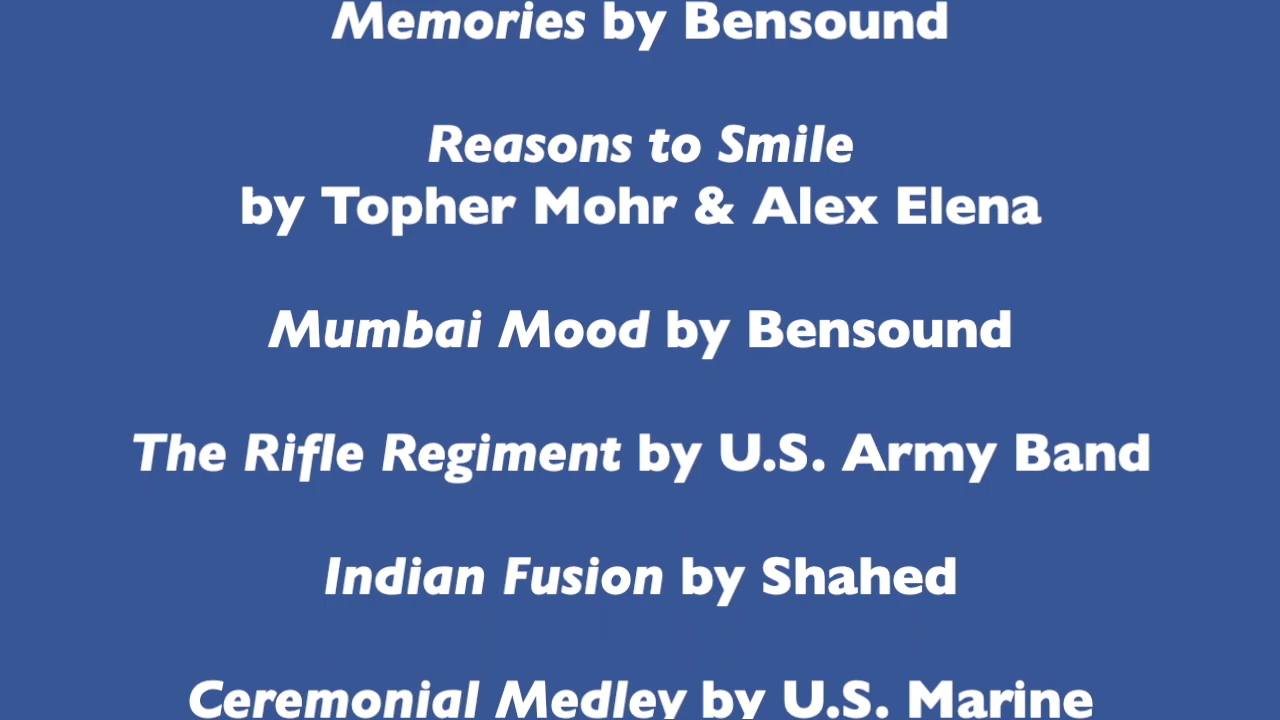 Memories by Bensound
Reasons to Smile
by Topher Mohr & Alex Elena
Mumbai Mood by Bensound
The Rifle Regiment by U.S. Army Band
Indian Fusion by Shahed
Ceremonial Medley by U.S. Marine